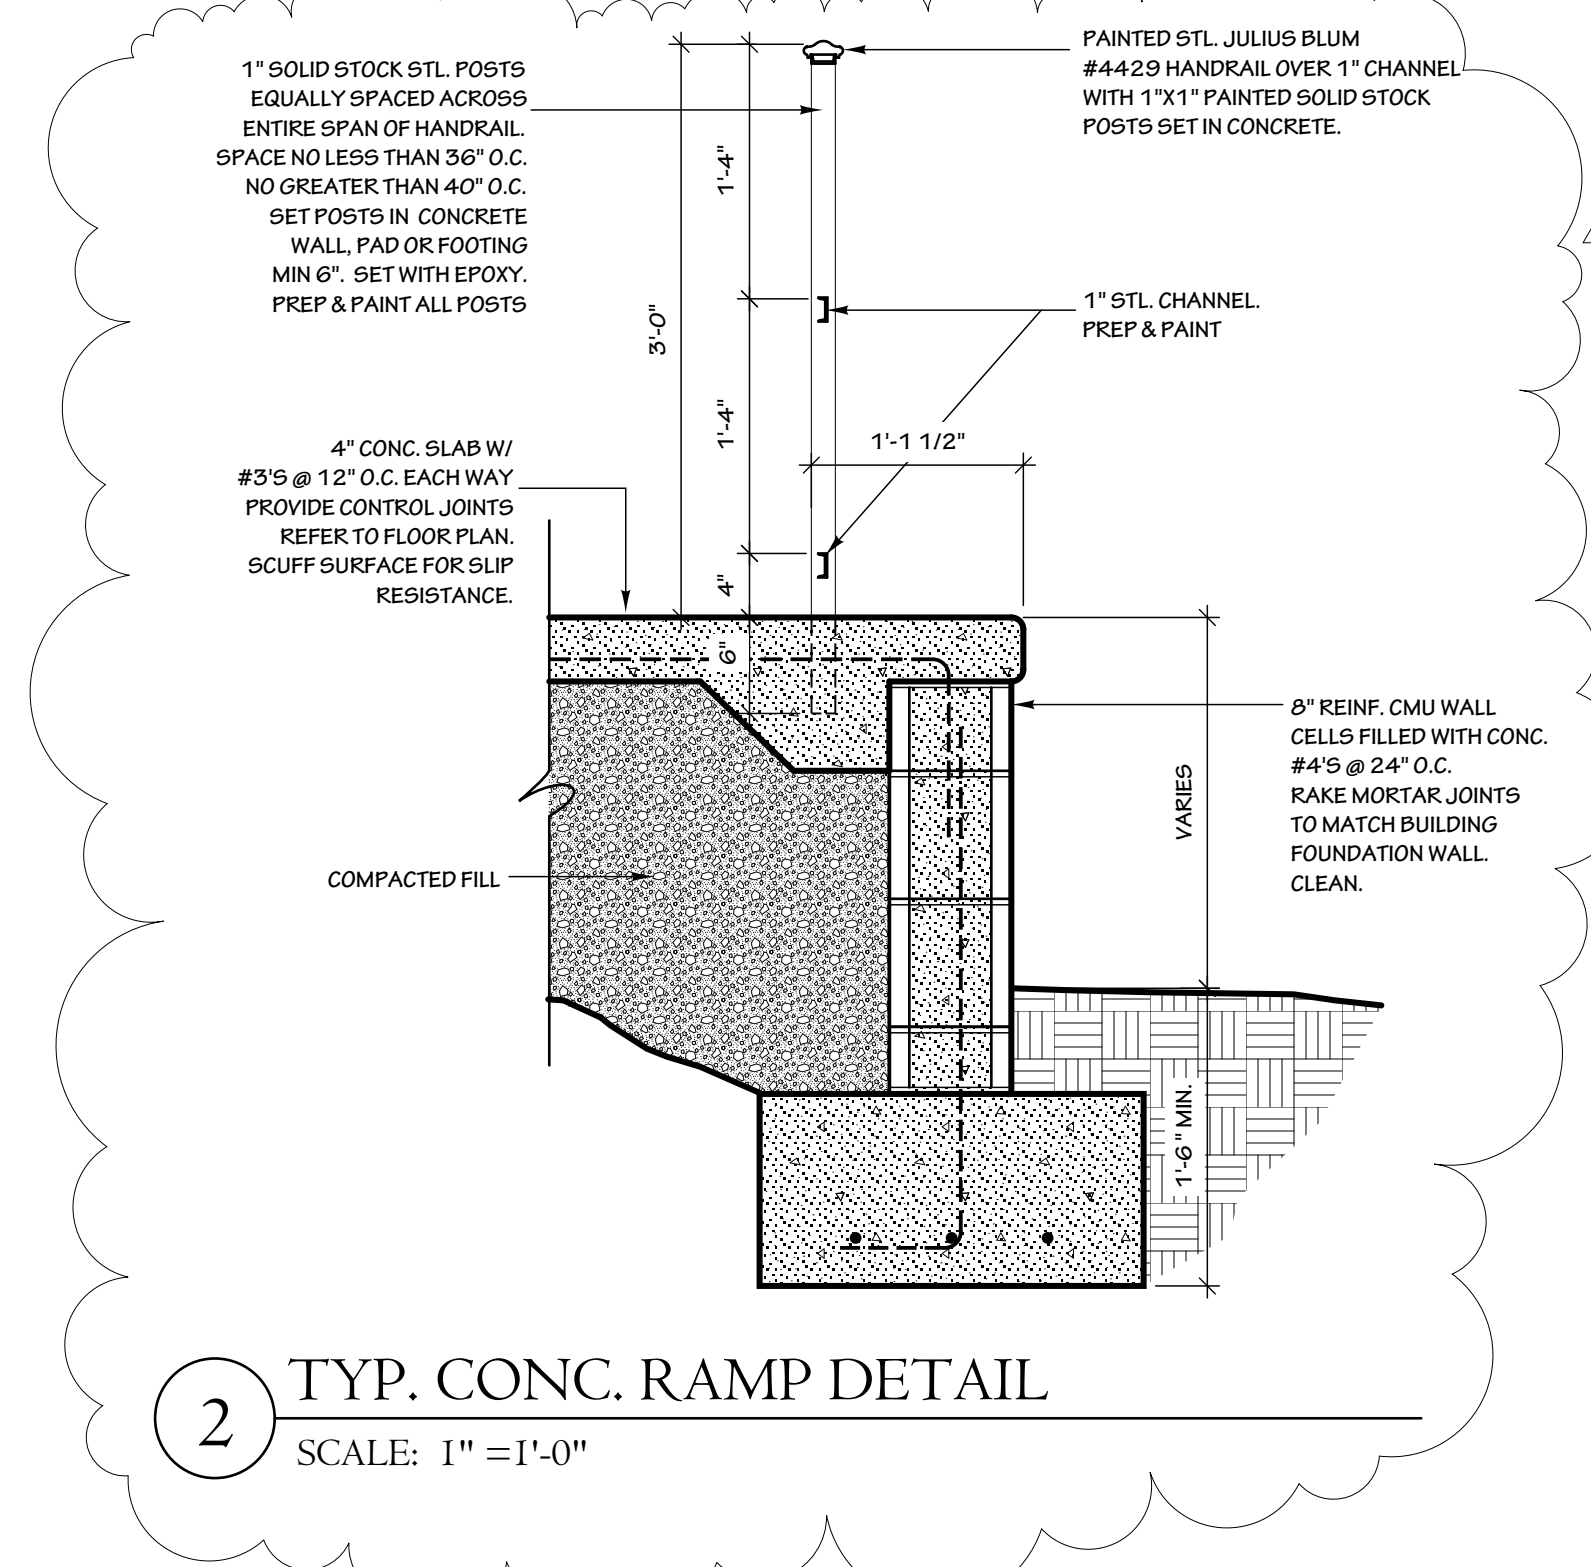 1" SOLID STOCK STL. POSTS
EQUALLY SPACED ACROSS
ENTIRE SPAN OF HANDRAIL.
SPACE NO LESS THAN 36" O.C.
NO GREATER THAN 40" O.C.
SET POSTS IN CONCRETE
WALL, PAD OR FOOTING
MIN 6". SET WITH EPOXY.
PREP & PAINT ALL POSTS
PAINTED STL. JULIUS BLUM
#4429 HANDRAIL OVER 1" CHANNEL
WITH 1"X1" PAINTED SOLID STOCK
POSTS SET IN CONCRETE.
1'-4"
3'-0"
1" STL. CHANNEL.
PREP & PAINT
1'-4"
1'-1 1/2"
4" CONC. SLAB W/
#3'S @ 12" O.C. EACH WAY
PROVIDE CONTROL JOINTS
REFER TO FLOOR PLAN.
SCUFF SURFACE FOR SLIP
RESISTANCE.
4"
6"
8" REINF. CMU WALL
CELLS FILLED WITH CONC.
#4'S @ 24" O.C.
RAKE MORTAR JOINTS
TO MATCH BUILDING
FOUNDATION WALL.
CLEAN.
VARIES
COMPACTED FILL
1'-6" MIN.
2
TYP. CONC. RAMP DETAIL
SCALE: 1" =1'-0"